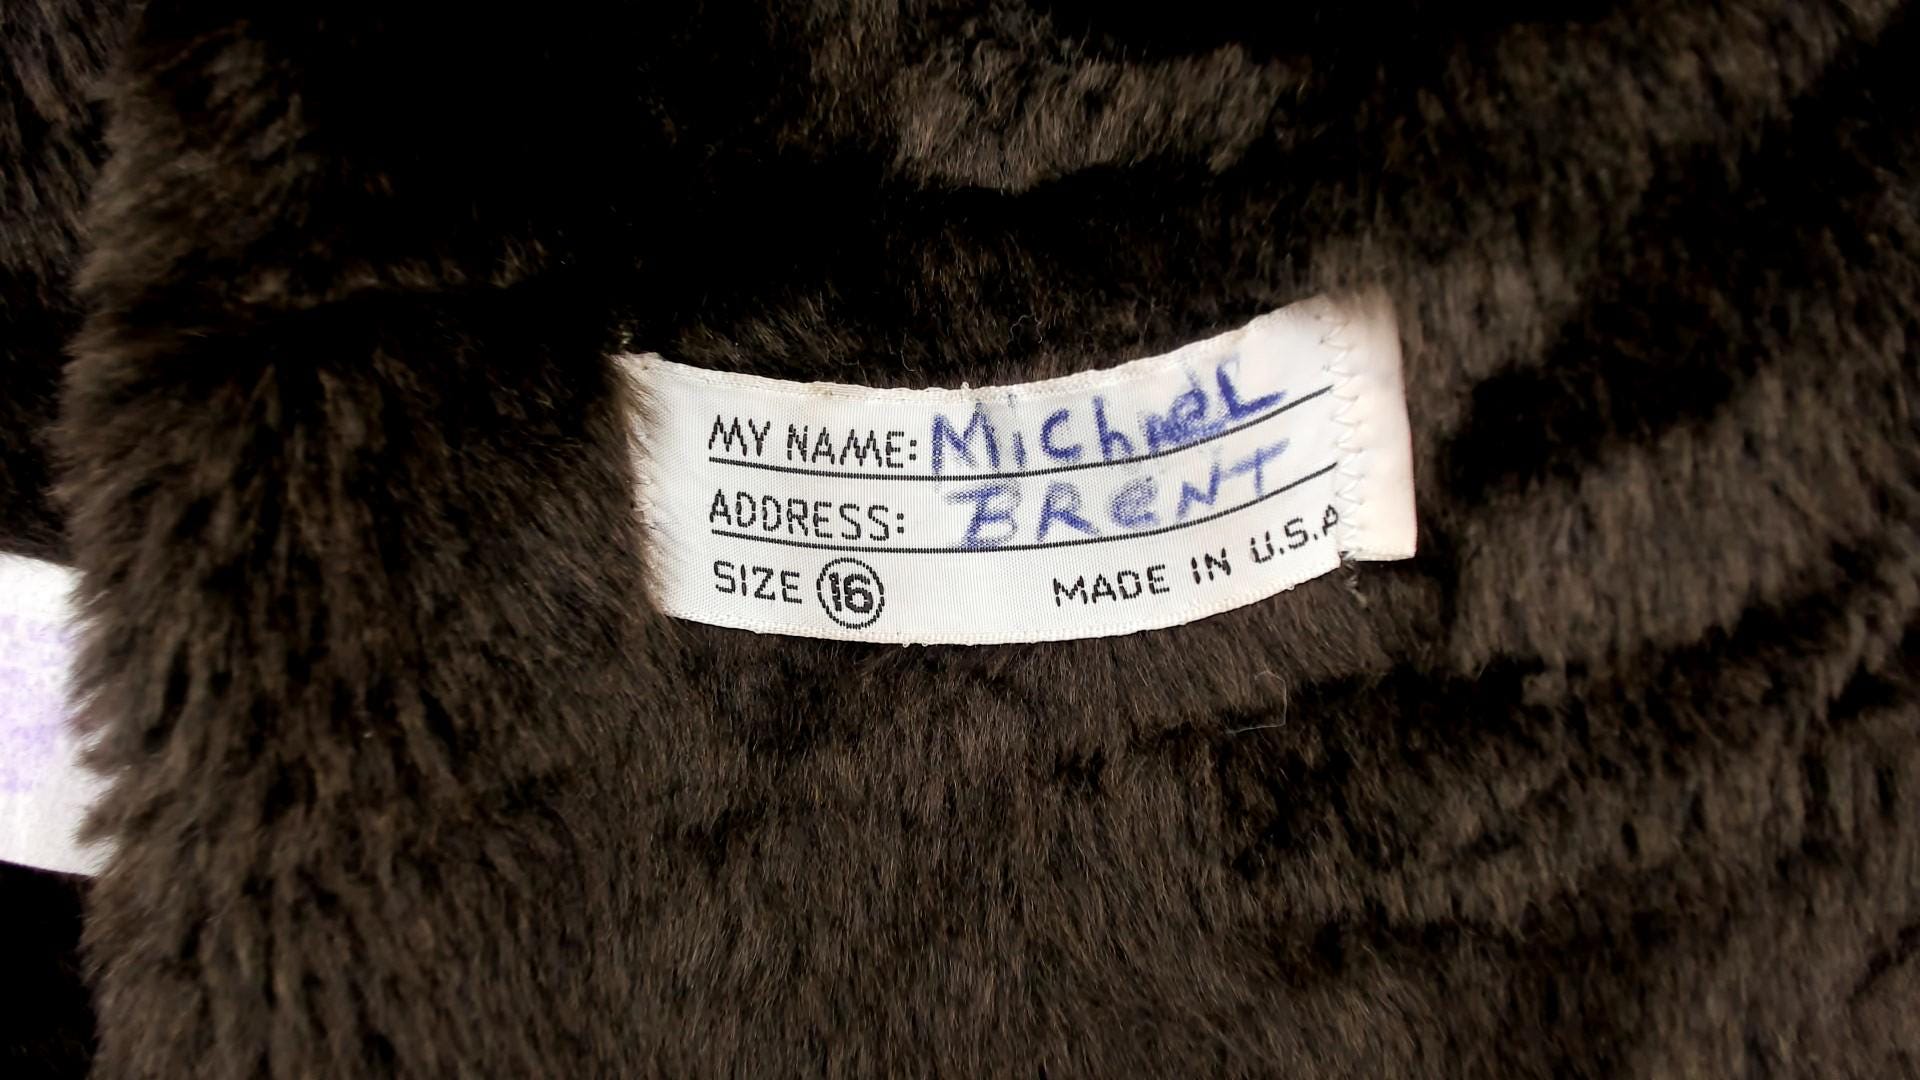 MY NAME: Michael
ADDRESS: BRENT
SIZE 16 MADE IN U.S.A